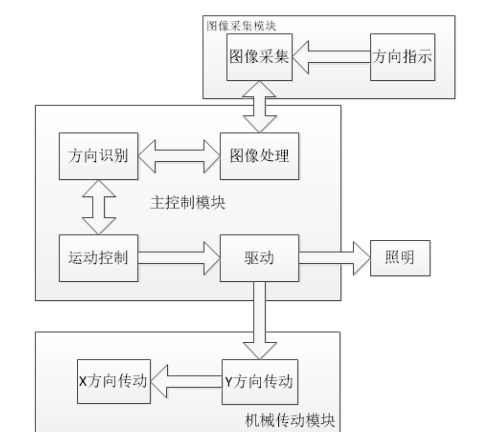 图像采集模块
图像采集
方向指示
方向识别
图像处理
主控制模块
运动控制
驱动
照明
X方向传动
Y方向传动
机械传动模块